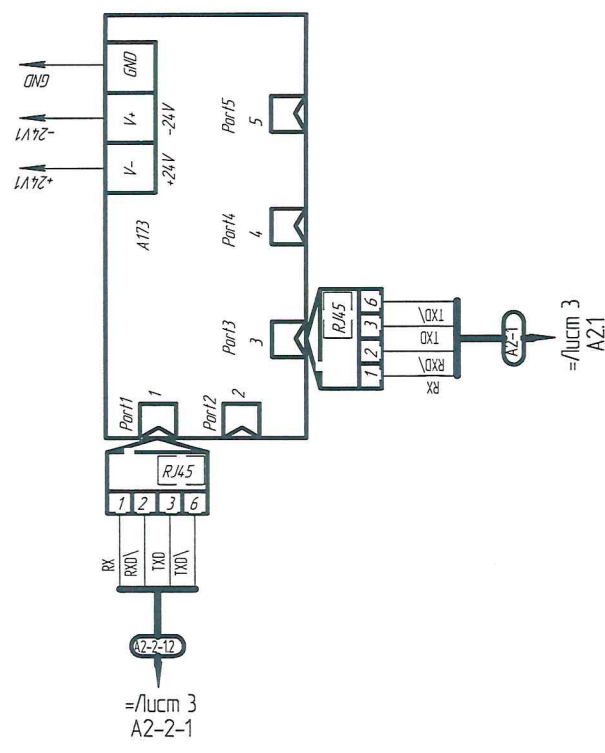 +24V1
-24V1
GND
V-
V+
GND
+24V
-24V
A173
Port1
1
Port2
2
Port3
3
Port4
4
Port5
5
RJ45
1
2
3
6
RX
RXD\
TXD
TXD\
A2-2-1.2
=Лист 3
A2-2-1
RJ45
1
2
3
6
RX
RXD\
TXD
TXD\
A2-1
=Лист 3
A2.1